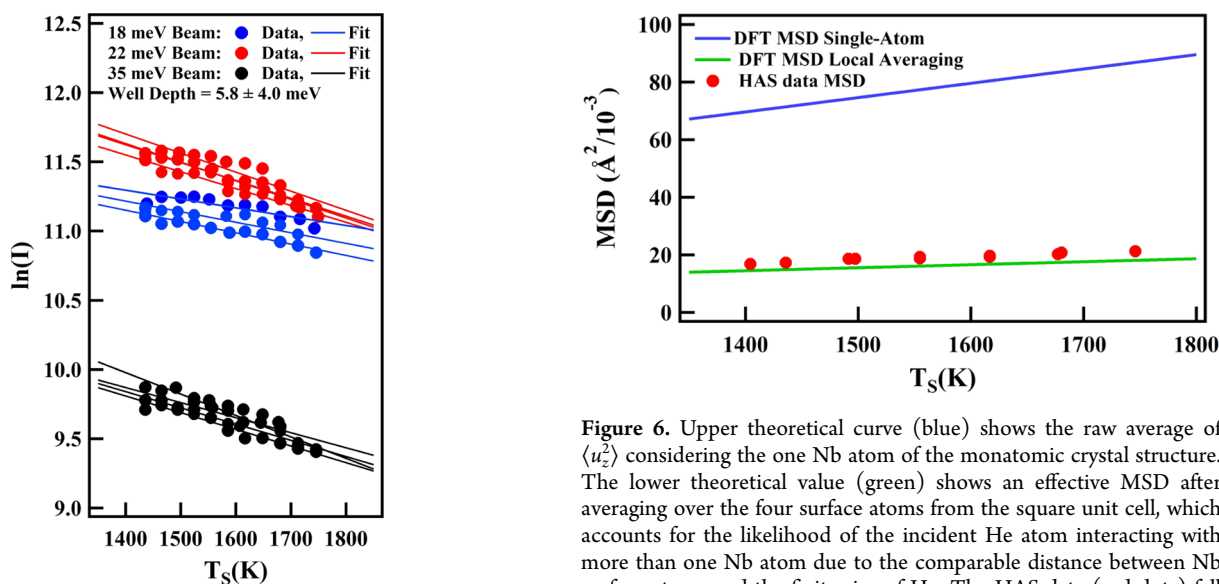 12.5
12.0
11.5
11.0
10.5
10.0
9.5
9.0
ln(I)
18 meV Beam: Data, Fit
22 meV Beam: Data, Fit
35 meV Beam: Data, Fit
Well Depth = 5.8 ± 4.0 meV
1400 1500 1600 1700 1800
T_S(K)
100
80
60
40
20
0
MSD (Å²/10⁻³)
DFT MSD Single-Atom
DFT MSD Local Averaging
HAS data MSD
1400 1500 1600 1700 1800
T_S(K)
Figure 6. Upper theoretical curve (blue) shows the raw average of
⟨u_z²⟩ considering the one Nb atom of the monatomic crystal structure.
The lower theoretical value (green) shows an effective MSD after
averaging over the four surface atoms from the square unit cell, which
accounts for the likelihood of the incident He atom interacting with
more than one Nb atom due to the comparable distance between Nb